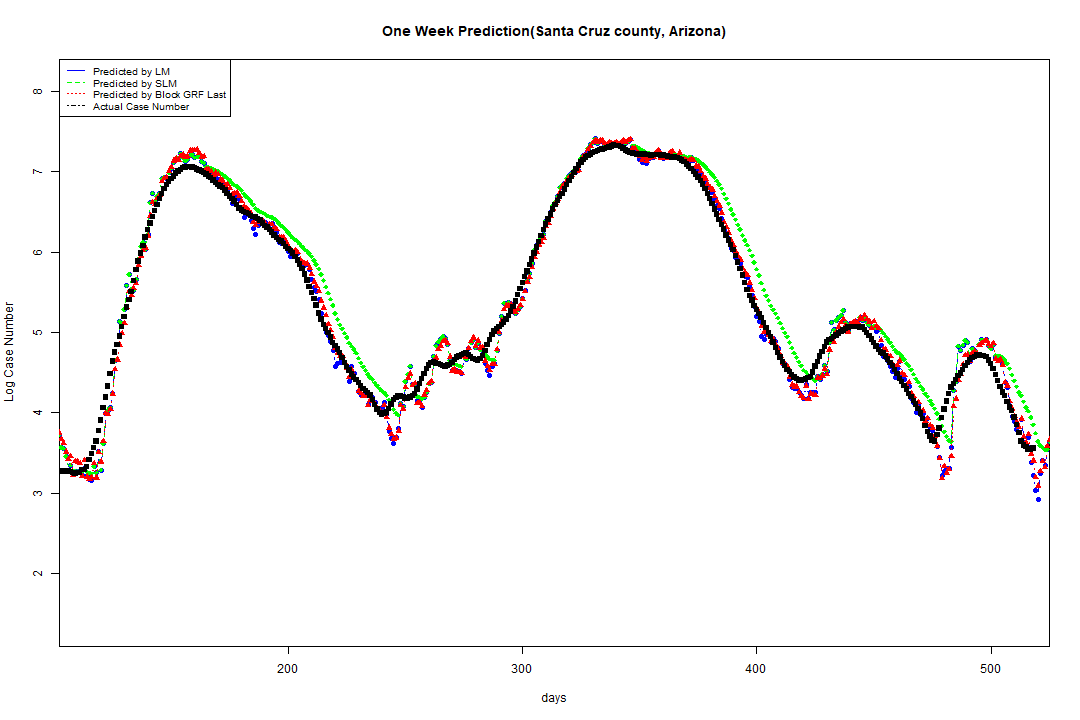 One Week Prediction(Santa Cruz county, Arizona)
Predicted by LM
Predicted by SLM
Predicted by Block GRF Last
Actual Case Number
8
7
6
5
4
3
2
Log Case Number
200
300
400
500
days